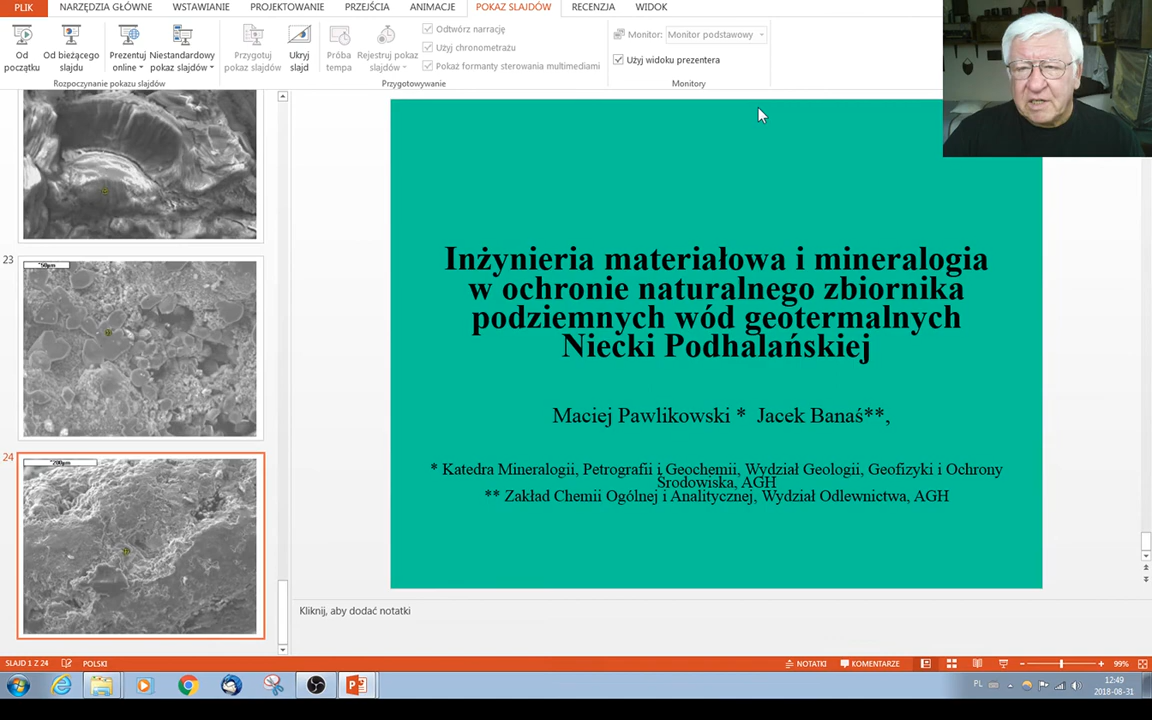 PLIK NARZĘDZIA GŁÓWNE WSTAWIANIE PROJEKTOWANIE PRZEJŚCIA ANIMACJE POKAZ SLAJDÓW RECENZJA WIDOK
Od początku
Od bieżącego slajdu
Prezentuj online
Niestandardowy pokaz slajdów
Rozpoczynanie pokazu slajdów
Przygotuj pokaz slajdów
Ukryj slajd
Próba tempa
Rejestruj pokaz slajdów
Odtwórz narrację
Użyj chronometrażu
Pokaż formanty sterowania multimediami
Przygotowywanie
Monitor: Monitor podstawowy
Użyj widoku prezentera
Monitory
23
24
Inżynieria materiałowa i mineralogia
w ochronie naturalnego zbiornika
podziemnych wód geotermalnych
Niecki Podhalańskiej
Maciej Pawlikowski * Jacek Banaś**,
* Katedra Mineralogii, Petrografii i Geochemii, Wydział Geologii, Geofizyki i Ochrony
Środowiska, AGH
** Zakład Chemii Ogólnej i Analitycznej, Wydział Odlewnictwa, AGH
Kliknij, aby dodać notatki
SLAJD 1 Z 24 POLSKI NOTATKI KOMENTARZE 99%
PL 12:49
2018-08-31